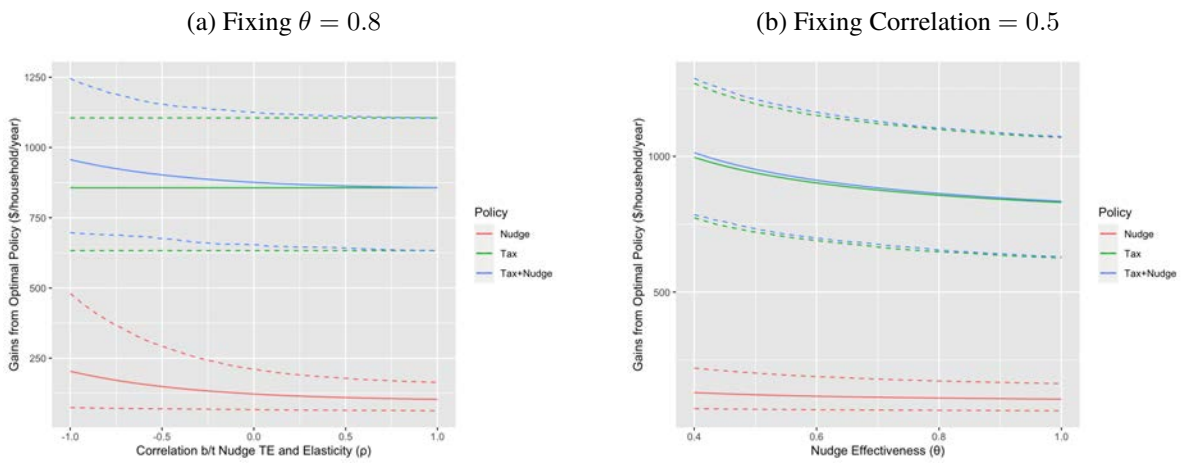 (a) Fixing θ = 0.8
(b) Fixing Correlation = 0.5
Gains from Optimal Policy ($/household/year)
1250
1000
750
500
250
-1.0
-0.5
0.0
0.5
1.0
Correlation b/t Nudge TE and Elasticity (ρ)
Policy
Nudge
Tax
Tax+Nudge
Gains from Optimal Policy ($/household/year)
1000
500
0.4
0.6
0.8
1.0
Nudge Effectiveness (θ)
Policy
Nudge
Tax
Tax+Nudge